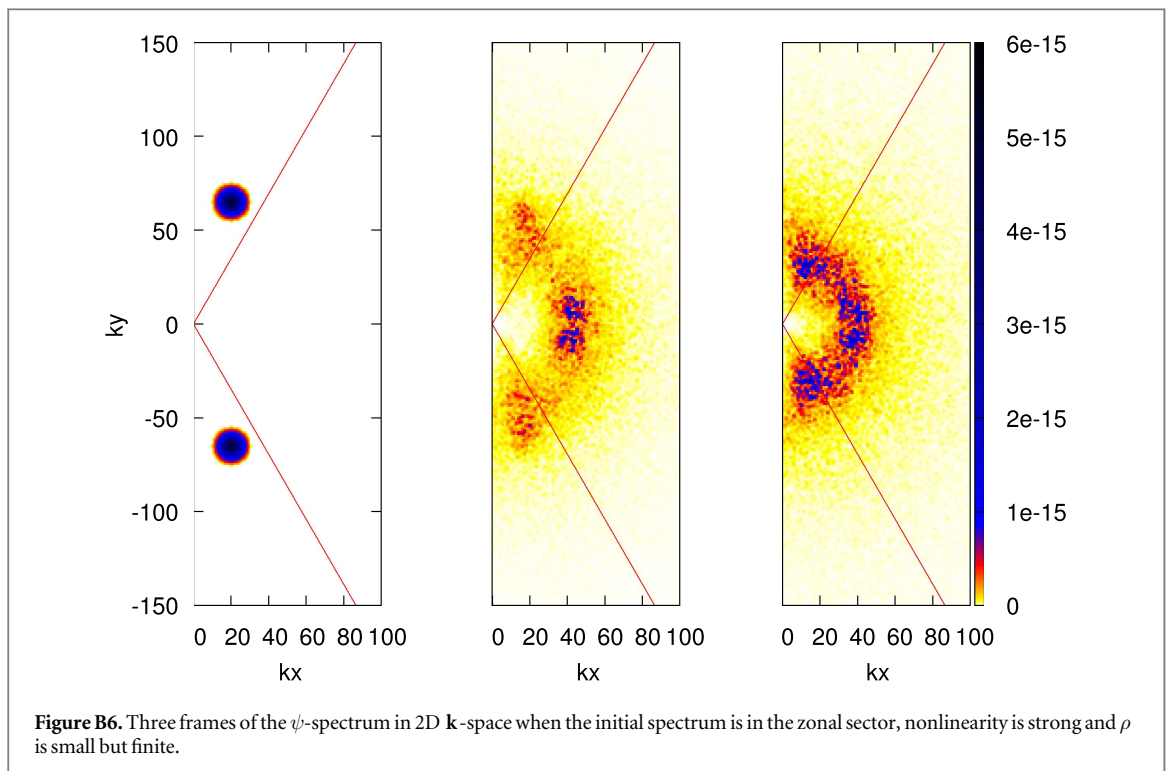 150
100
50
0
-50
-100
-150
ky
0 20 40 60 80 100
kx
0 20 40 60 80 100
kx
0 20 40 60 80 100
kx
6e-15
5e-15
4e-15
3e-15
2e-15
1e-15
0
Figure B6. Three frames of the ψ-spectrum in 2D k-space when the initial spectrum is in the zonal sector, nonlinearity is strong and ρ
is small but finite.